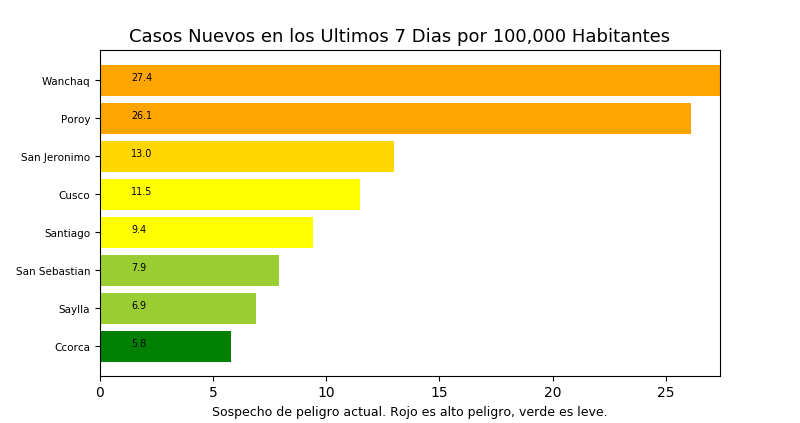 Casos Nuevos en los Ultimos 7 Dias por 100,000 Habitantes
Wanchaq 27.4
Poroy 26.1
San Jeronimo 13.0
Cusco 11.5
Santiago 9.4
San Sebastian 7.9
Saylla 6.9
Ccorca 5.8
0 5 10 15 20 25
Sospecho de peligro actual. Rojo es alto peligro, verde es leve.